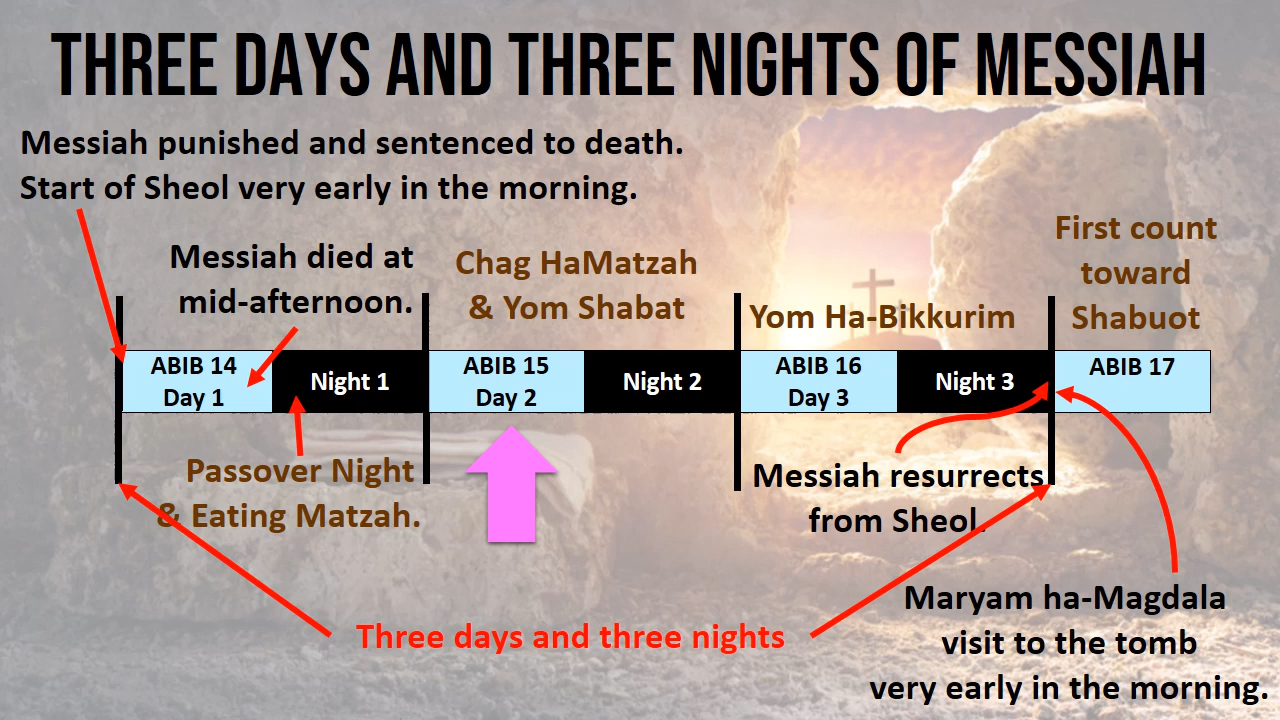 THREE DAYS AND THREE NIGHTS OF MESSIAH
Messiah punished and sentenced to death.
Start of Sheol very early in the morning.
Messiah died at
mid-afternoon.
Chag HaMatzah
& Yom Shabat
Yom Ha-Bikkurim
First count
toward
Shabuot
ABIB 14
Day 1
Night 1
ABIB 15
Day 2
Night 2
ABIB 16
Day 3
Night 3
ABIB 17
Passover Night
& Eating Matzah.
Messiah resurrects
from Sheol.
Three days and three nights
Maryam ha-Magdala
visit to the tomb
very early in the morning.